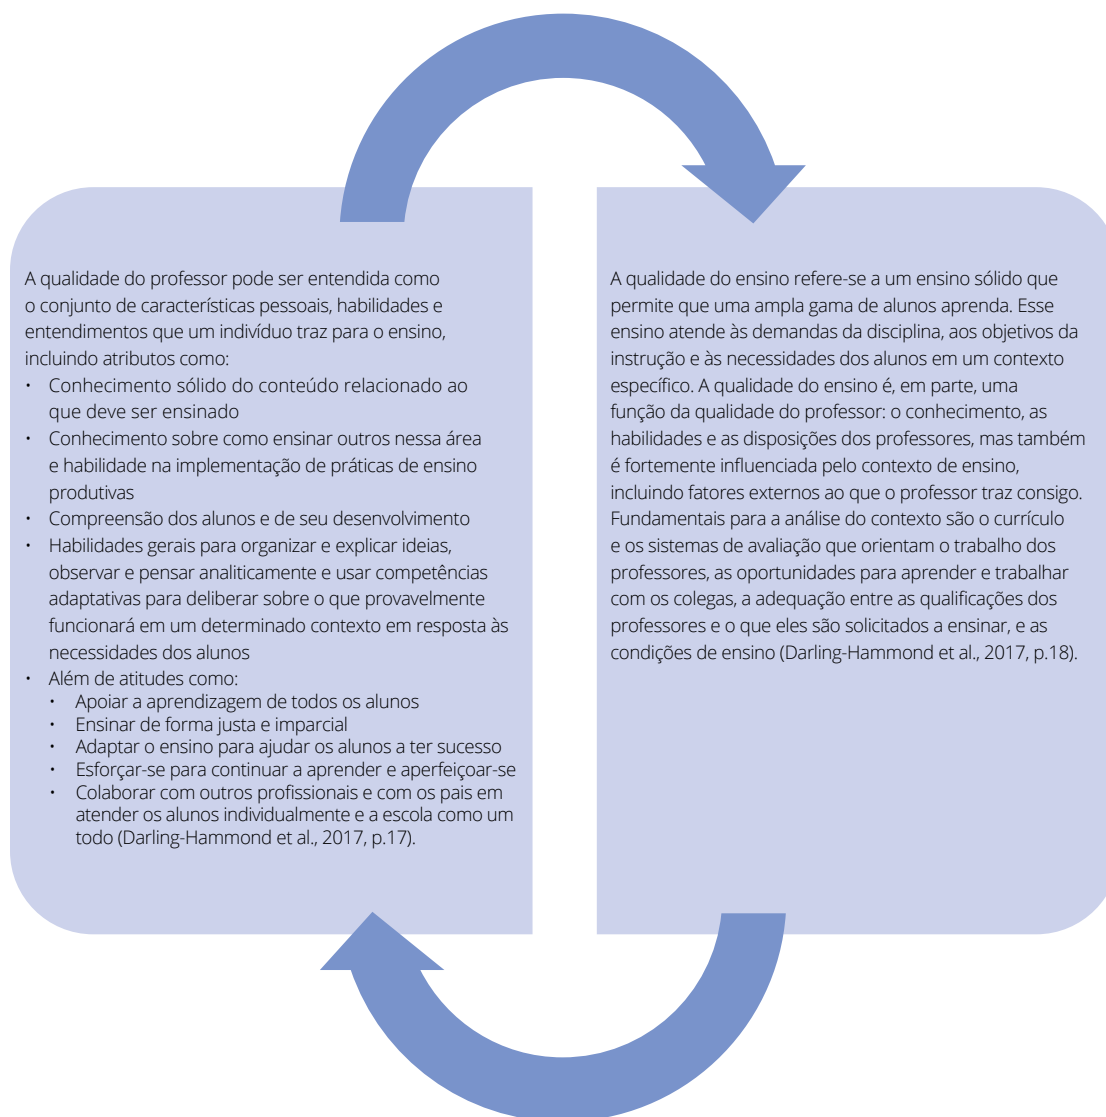 A qualidade do professor pode ser entendida como
o conjunto de características pessoais, habilidades e
entendimentos que um indivíduo traz para o ensino,
incluindo atributos como:
• Conhecimento sólido do conteúdo relacionado ao
que deve ser ensinado
• Conhecimento sobre como ensinar outros nessa área
e habilidade na implementação de práticas de ensino
produtivas
• Compreensão dos alunos e de seu desenvolvimento
• Habilidades gerais para organizar e explicar ideias,
observar e pensar analiticamente e usar competências
adaptativas para deliberar sobre o que provavelmente
funcionará em um determinado contexto em resposta às
necessidades dos alunos
• Além de atitudes como:
• Apoiar a aprendizagem de todos os alunos
• Ensinar de forma justa e imparcial
• Adaptar o ensino para ajudar os alunos a ter sucesso
• Esforçar-se para continuar a aprender e aperfeiçoar-se
• Colaborar com outros profissionais e com os pais em
atender os alunos individualmente e a escola como um
todo (Darling-Hammond et al., 2017, p.17).
A qualidade do ensino refere-se a um ensino sólido que
permite que uma ampla gama de alunos aprenda. Esse
ensino atende às demandas da disciplina, aos objetivos da
instrução e às necessidades dos alunos em um contexto
específico. A qualidade do ensino é, em parte, uma
função da qualidade do professor: o conhecimento, as
habilidades e as disposições dos professores, mas também
é fortemente influenciada pelo contexto de ensino,
incluindo fatores externos ao que o professor traz consigo.
Fundamentais para a análise do contexto são o currículo
e os sistemas de avaliação que orientam o trabalho dos
professores, as oportunidades para aprender e trabalhar
com os colegas, a adequação entre as qualificações dos
professores e o que eles são solicitados a ensinar, e as
condições de ensino (Darling-Hammond et al., 2017, p.18).